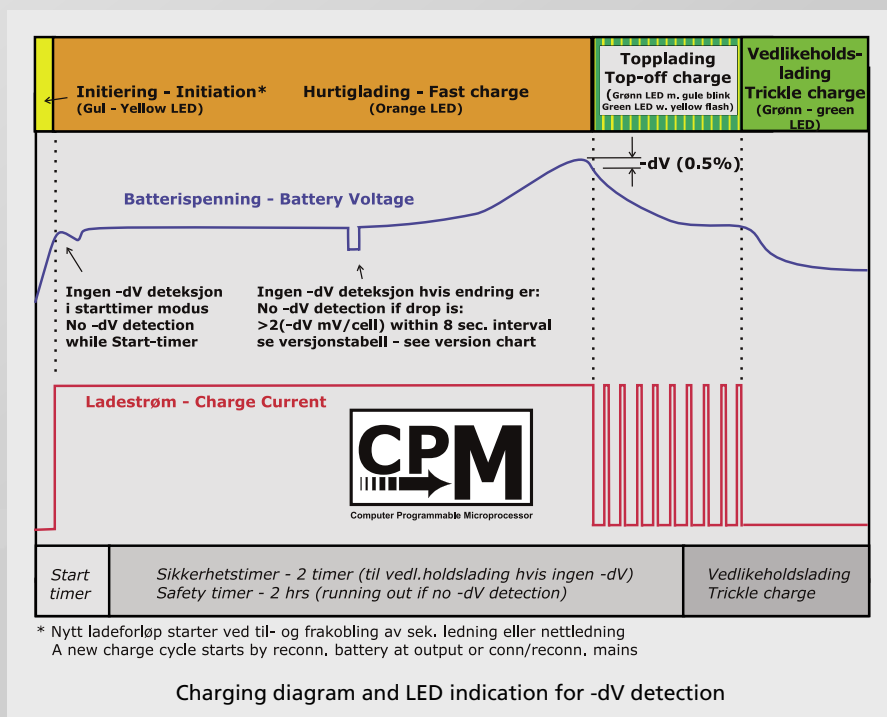 Initiering - Initiation*
(Gul - Yellow LED)
Hurtiglading - Fast charge
(Orange LED)
Topplading
Top-off charge
(Grønn LED m. gule blink
Green LED w. yellow flash)
Vedlikeholds-
lading
Trickle charge
(Grønn - green
LED)
-dV (0.5%)
Batterispenning - Battery Voltage
Ingen -dV deteksjon
i starttimer modus
No -dV detection
while Start-timer
Ingen -dV deteksjon hvis endring er:
No -dV detection if drop is:
>2(-dV mV/cell) within 8 sec. interval
se versjonstabell - see version chart
Ladestrøm - Charge Current
CPM
Computer Programmable Microprocessor
Start
timer
Sikkerhetstimer - 2 timer (til vedl.holdslading hvis ingen -dV)
Safety timer - 2 hrs (running out if no -dV detection)
Vedlikeholdslading
Trickle charge
* Nytt ladeforløp starter ved til- og frakobling av sek. ledning eller nettledning
A new charge cycle starts by reconn. battery at output or conn/reconn. mains
Charging diagram and LED indication for -dV detection